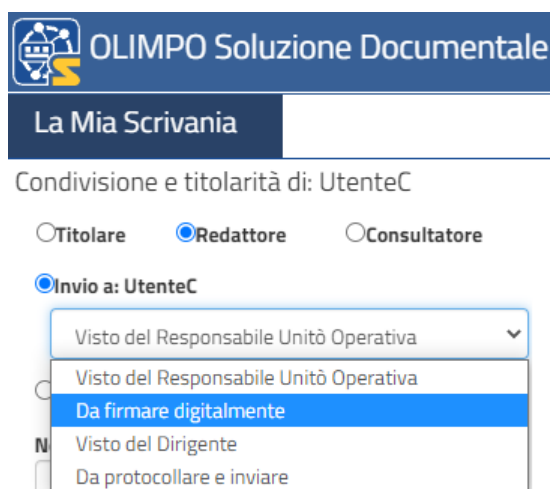 OLIMPO Soluzione Documentale
La Mia Scrivania
Condivisione e titolarità di: UtenteC
Titolare Redattore Consultatore
Invio a: UtenteC
Visto del Responsabile Unitò Operativa
Visto del Responsabile Unitò Operativa
Da firmare digitalmente
Visto del Dirigente
Da protocollare e inviare